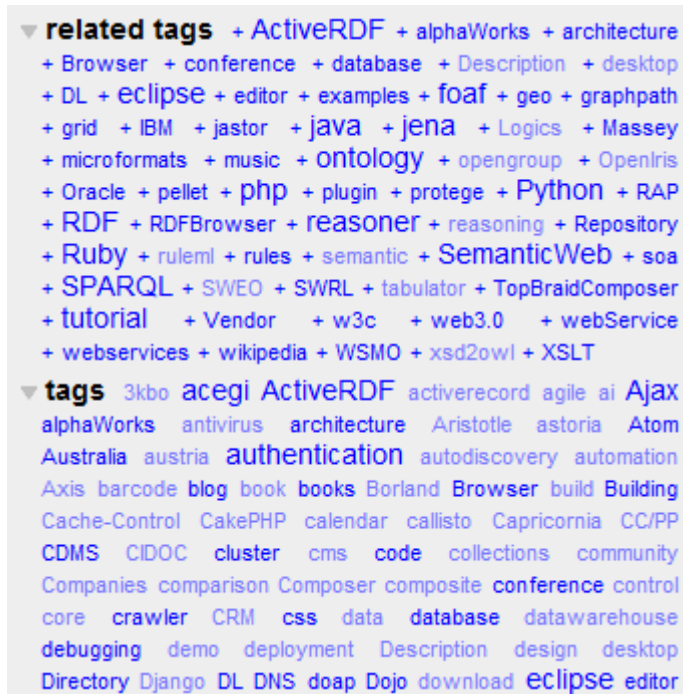 related tags + ActiveRDF + alphaWorks + architecture
+ Browser + conference + database + Description + desktop
+ DL + eclipse + editor + examples + foaf + geo + graphpath
+ grid + IBM + jastor + java + jena + Logics + Massey
+ microformats + music + ontology + opengroup + OpenIris
+ Oracle + pellet + php + plugin + protege + Python + RAP
+ RDF + RDFBrowser + reasoner + reasoning + Repository
+ Ruby + ruleml + rules + semantic + SemanticWeb + soa
+ SPARQL + SWEO + SWRL + tabulator + TopBraidComposer
+ tutorial + Vendor + w3c + web3.0 + webService
+ webservices + wikipedia + WSMO + xsd2owl + XSLT
tags 3kbo acegi ActiveRDF activerecord agile ai Ajax
alphaWorks antivirus architecture Aristotle astoria Atom
Australia austria authentication autodiscovery automation
Axis barcode blog book books Borland Browser build Building
Cache-Control CakePHP calendar callisto Capricornia CC/PP
CDMS CIDOC cluster cms code collections community
Companies comparison Composer composite conference control
core crawler CRM css data database datawarehouse
debugging demo deployment Description design desktop
Directory Django DL DNS doap Dojo download eclipse editor